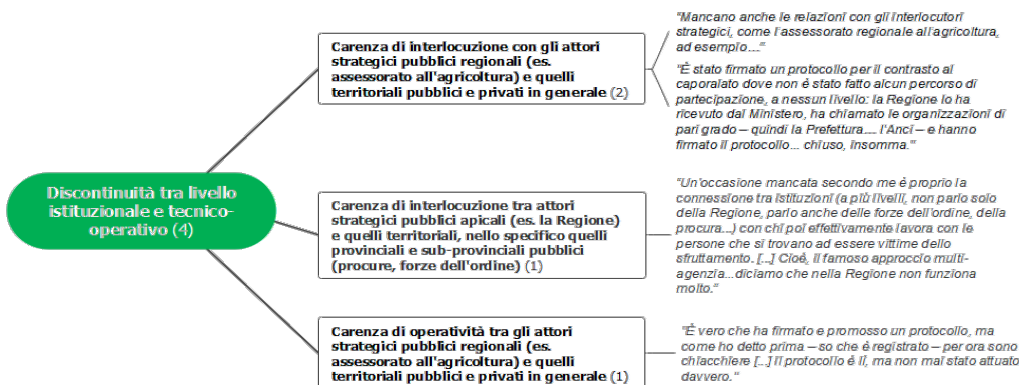 Discontinuità tra livello
istituzionale e tecnico-
operativo (4)
Carenza di interlocuzione con gli attori
strategici pubblici regionali (es.
assessorato all'agricoltura) e quelli
territoriali pubblici e privati in generale (2)
"Mancano anche le relazioni con gli interlocutori
strategici, come l'assessorato regionale all'agricoltura,
ad esempio...."
"È stato firmato un protocollo per il contrasto al
caporalato dove non è stato fatto alcun percorso di
partecipazione, a nessun livello: la Regione lo ha
ricevuto dal Ministero, ha chiamato le organizzazioni di
pari grado – quindi la Prefettura.... l'Anci – e hanno
firmato il protocollo... chiuso, insomma."
Carenza di interlocuzione tra attori
strategici pubblici apicali (es. la Regione)
e quelli territoriali, nello specifico quelli
provinciali e sub-provinciali pubblici
(procure, forze dell'ordine) (1)
"Un'occasione mancata secondo me è proprio la
connessione tra istituzioni (a più livelli, non parlo solo
della Regione, parlo anche delle forze dell'ordine, della
procura...) con chi poi effettivamente lavora con le
persone che si trovano ad essere vittime dello
sfruttamento. [...] Cioè, il famoso approccio multi-
agenzia...diciamo che nella Regione non funziona
molto."
Carenza di operatività tra gli attori
strategici pubblici regionali (es.
assessorato all'agricoltura) e quelli
territoriali pubblici e privati in generale (1)
"È vero che ha firmato e promosso un protocollo, ma
come ho detto prima – so che è registrato – per ora sono
chiacchiere [...] Il protocollo è lì, ma non mai stato attuato
davvero."